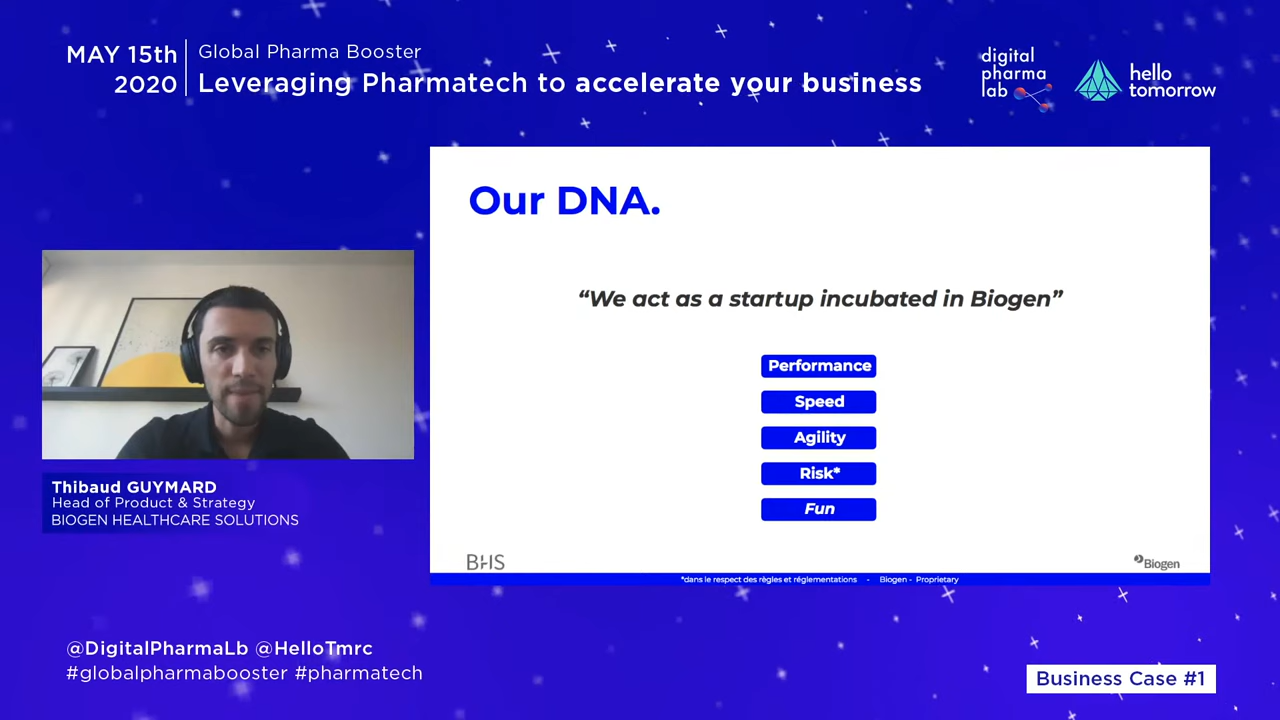 MAY 15th
2020
Global Pharma Booster
Leveraging Pharmatech to accelerate your business
digital
pharma
lab
hello
tomorrow
Our DNA.
“We act as a startup incubated in Biogen”
Performance
Speed
Agility
Risk*
Fun
BHS
Biogen
*dans le respect des règles et réglementations - Biogen - Proprietary
Thibaud GUYMARD
Head of Product & Strategy
BIOGEN HEALTHCARE SOLUTIONS
@DigitalPharmaLb @HelloTmrc
#globalpharmabooster #pharmatech
Business Case #1